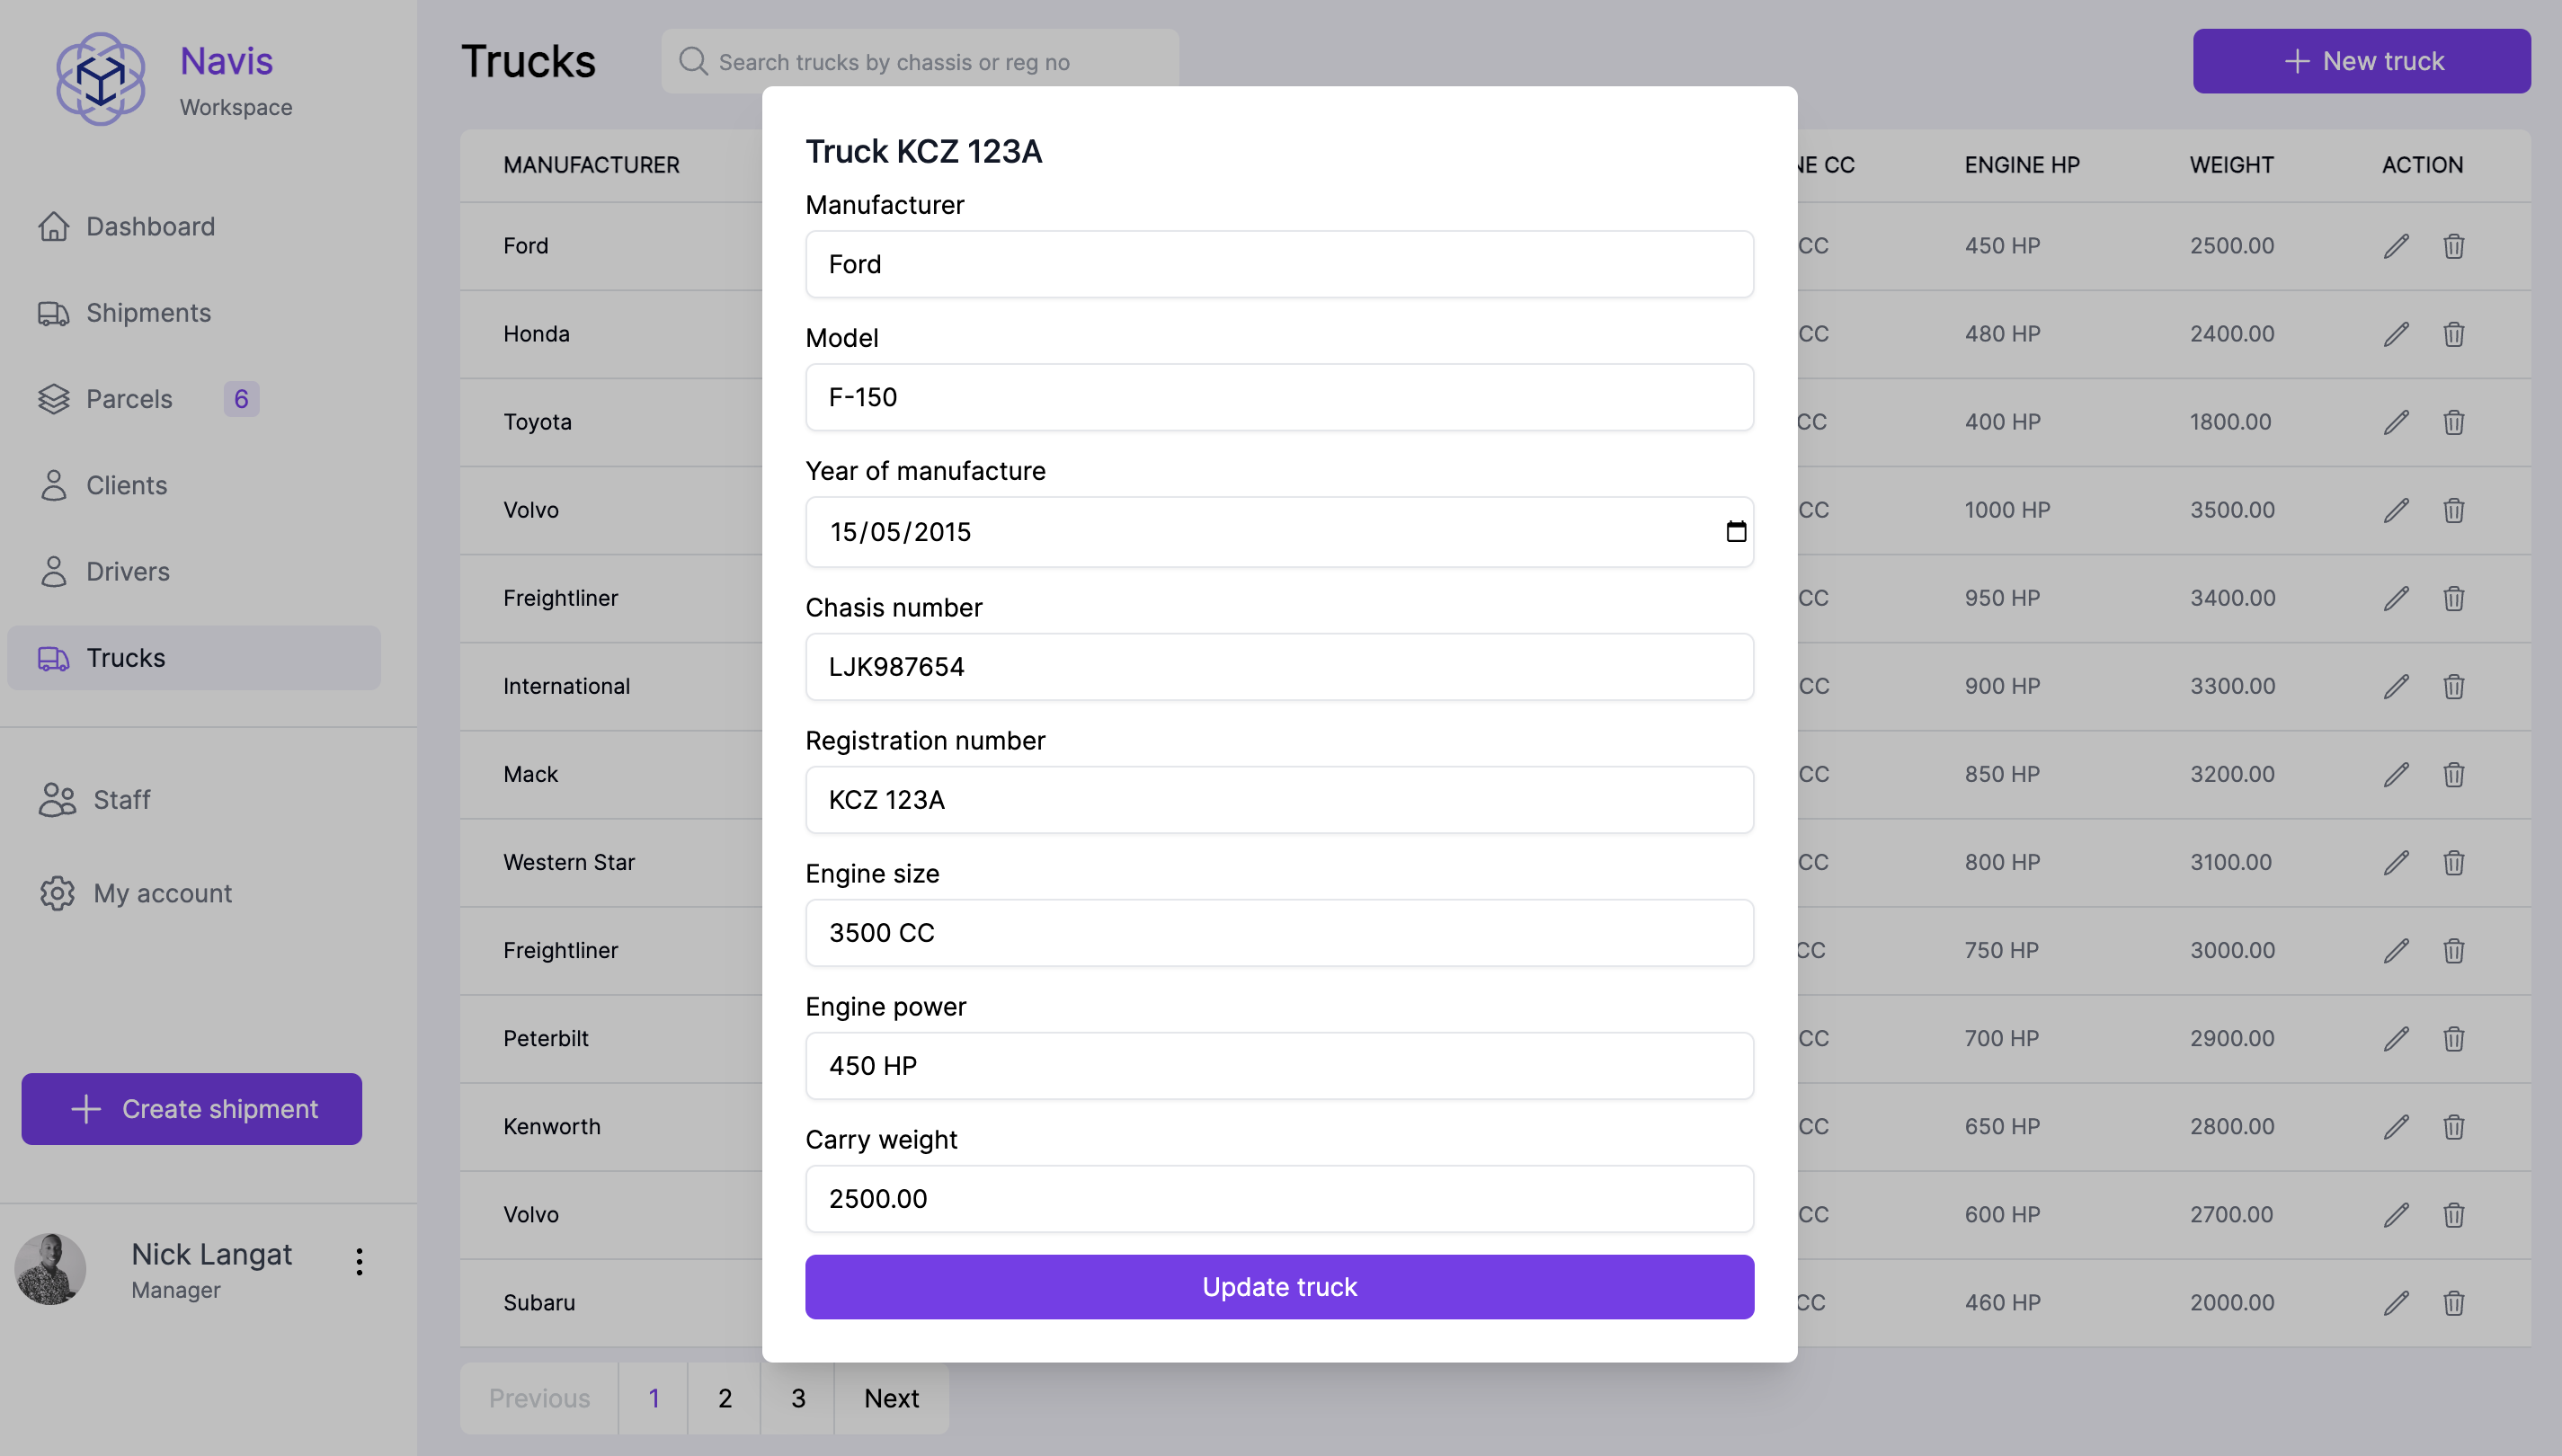 Navis
Workspace
Dashboard
Shipments
Parcels 6
Clients
Drivers
Trucks
Staff
My account
Create shipment
Nick Langat
Manager
Trucks
Search trucks by chassis or reg no
New truck
MANUFACTURER NE CC ENGINE HP WEIGHT ACTION
Ford CC 450 HP 2500.00
Honda CC 480 HP 2400.00
Toyota CC 400 HP 1800.00
Volvo CC 1000 HP 3500.00
Freightliner CC 950 HP 3400.00
International CC 900 HP 3300.00
Mack CC 850 HP 3200.00
Western Star CC 800 HP 3100.00
Freightliner CC 750 HP 3000.00
Peterbilt CC 700 HP 2900.00
Kenworth CC 650 HP 2800.00
Volvo CC 600 HP 2700.00
Subaru CC 460 HP 2000.00
Previous 1 2 3 Next
Truck KCZ 123A
Manufacturer
Ford
Model
F-150
Year of manufacture
15/05/2015
Chasis number
LJK987654
Registration number
KCZ 123A
Engine size
3500 CC
Engine power
450 HP
Carry weight
2500.00
Update truck